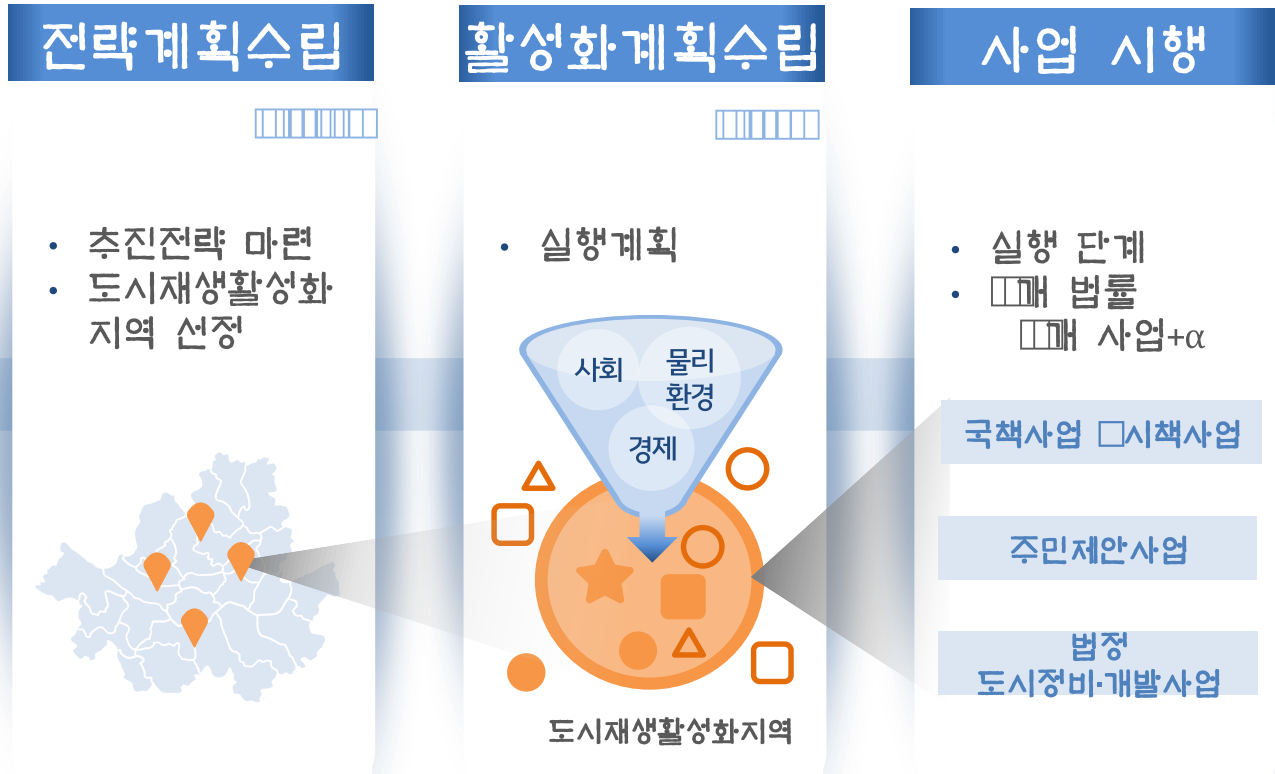 전략계획수립
추진전략 마련
도시재생활성화
지역 선정
활성화계획수립
실행계획
사회
물리
환경
경제
도시재생활성화지역
사업 시행
실행 단계
개 법률
개 사업+α
국책사업 시책사업
주민제안사업
법정
도시정비·개발사업